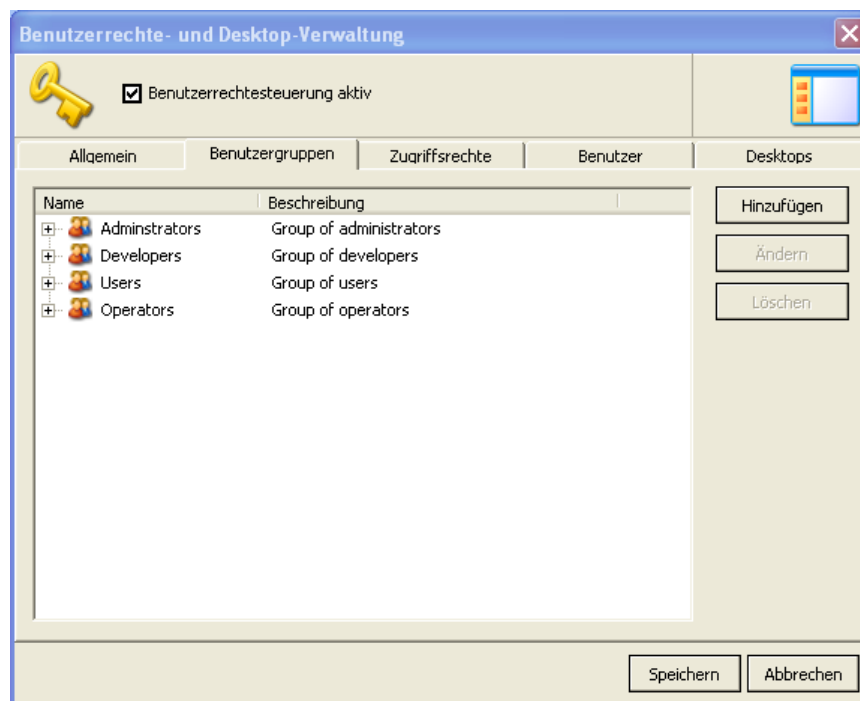 Benutzerrechte- und Desktop-Verwaltung
Benutzerrechtesteuerung aktiv
Allgemein Benutzergruppen Zugriffsrechte Benutzer Desktops
Name Beschreibung
Adminstrators Group of administrators
Developers Group of developers
Users Group of users
Operators Group of operators
Hinzufügen
Ändern
Löschen
Speichern Abbrechen